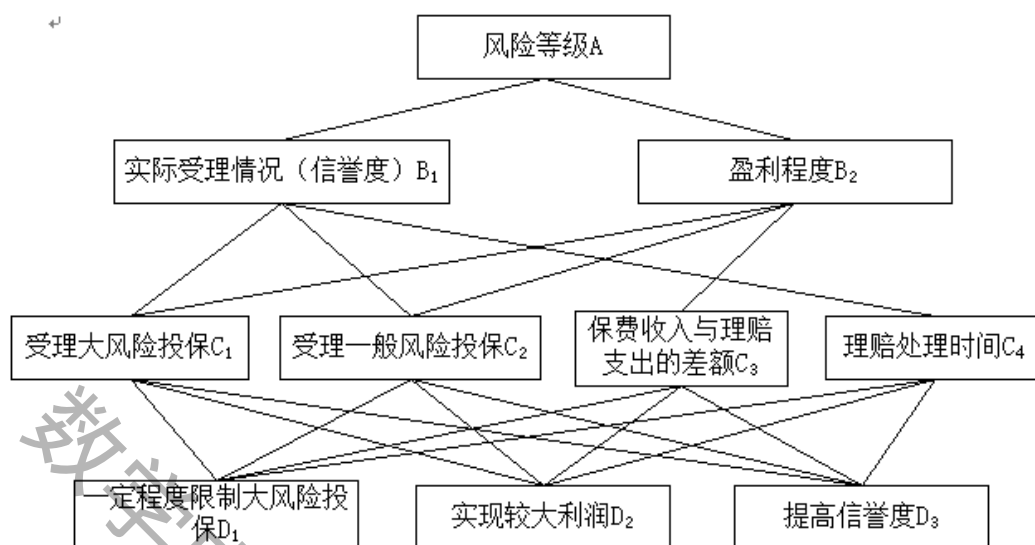 风险等级A
实际受理情况（信誉度）B₁
盈利程度B₂
受理大风险投保C₁
受理一般风险投保C₂
保费收入与理赔
支出的差额C₃
理赔处理时间C₄
一定程度限制大风险投
保D₁
实现较大利润D₂
提高信誉度D₃
数学